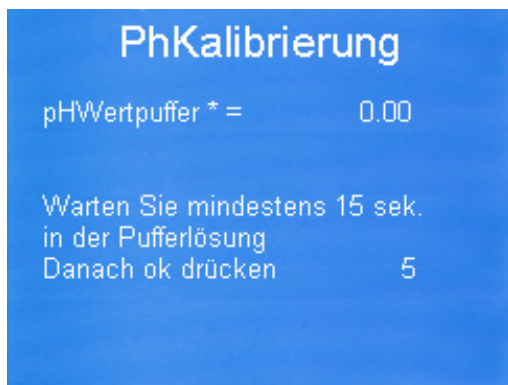 PhKalibrierung
pHWertpuffer * = 0.00
Warten Sie mindestens 15 sek.
in der Pufferlösung
Danach ok drücken 5